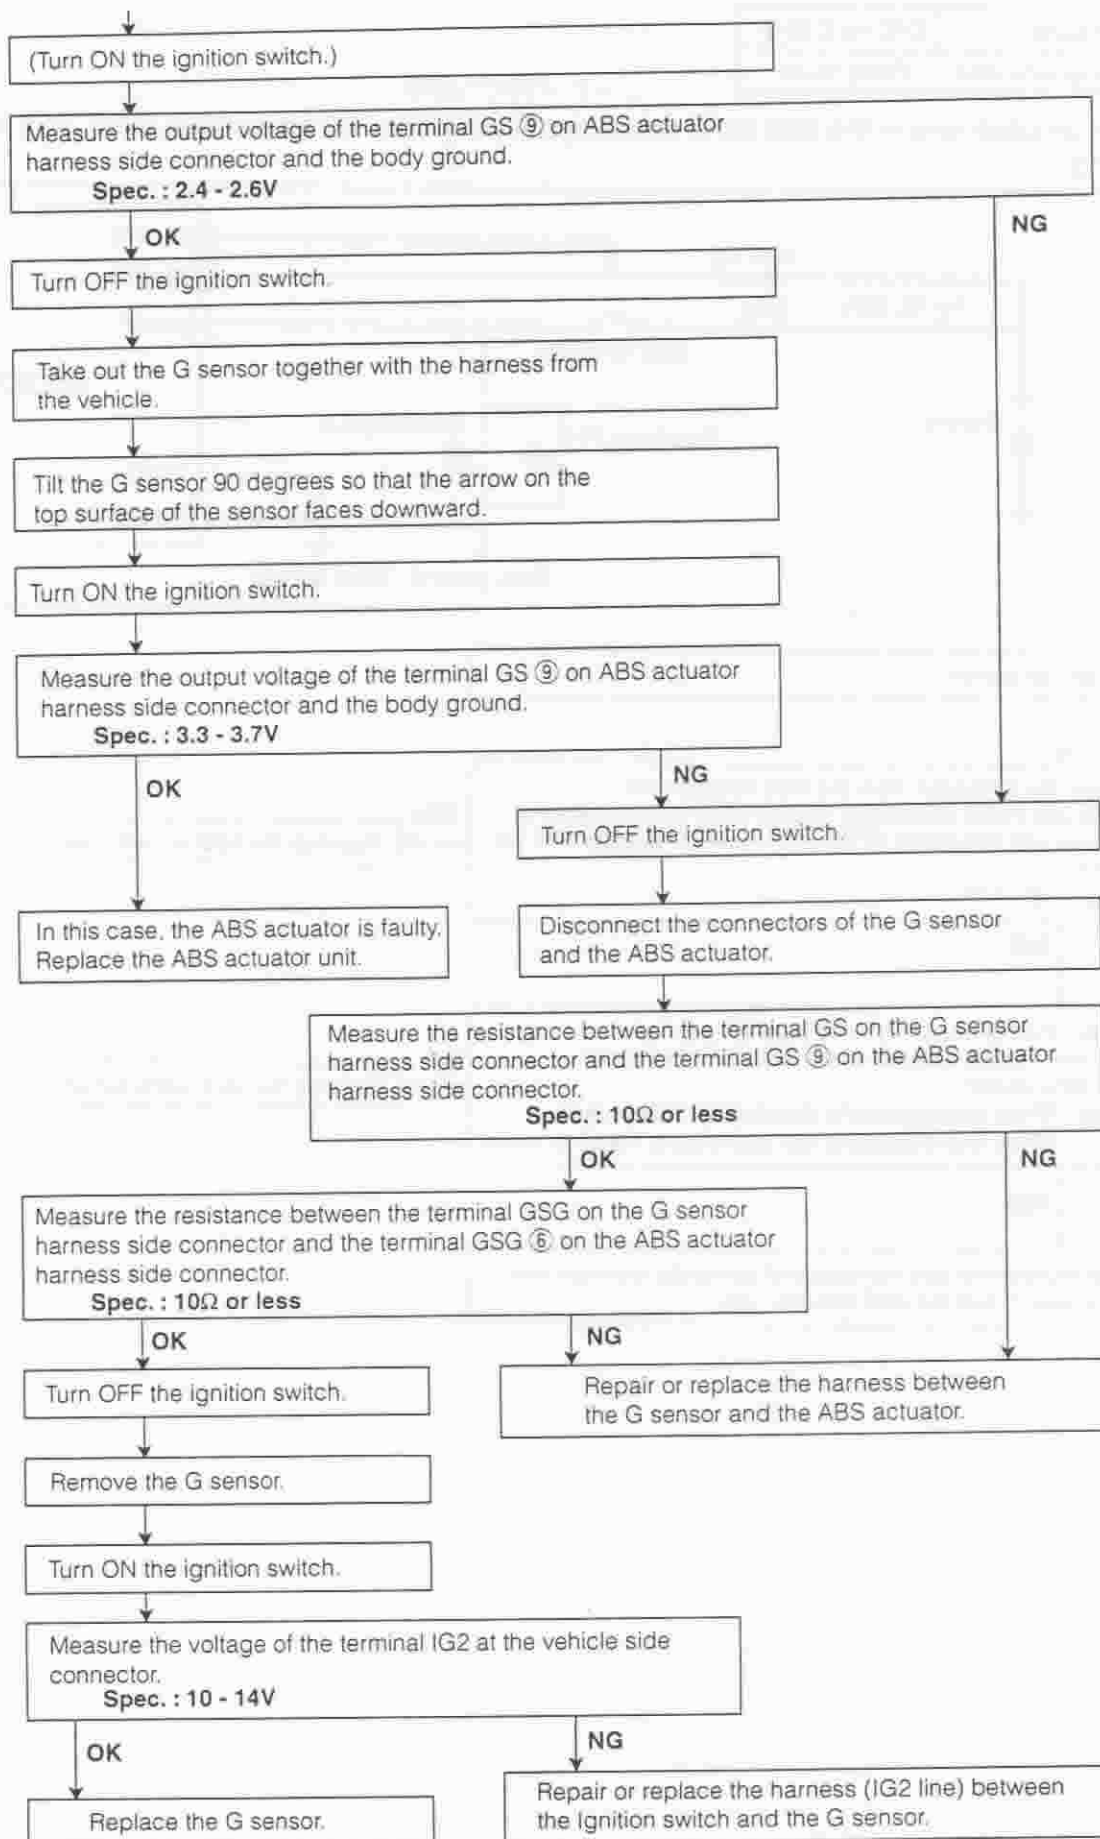 (Turn ON the ignition switch.)
Measure the output voltage of the terminal GS ⑨ on ABS actuator
harness side connector and the body ground.
Spec. : 2.4 - 2.6V
OK
NG
Turn OFF the ignition switch.
Take out the G sensor together with the harness from
the vehicle.
Tilt the G sensor 90 degrees so that the arrow on the
top surface of the sensor faces downward.
Turn ON the ignition switch.
Measure the output voltage of the terminal GS ⑨ on ABS actuator
harness side connector and the body ground.
Spec. : 3.3 - 3.7V
OK
NG
Turn OFF the ignition switch.
In this case, the ABS actuator is faulty.
Replace the ABS actuator unit.
Disconnect the connectors of the G sensor
and the ABS actuator.
Measure the resistance between the terminal GS on the G sensor
harness side connector and the terminal GS ⑨ on the ABS actuator
harness side connector.
Spec. : 10Ω or less
OK
NG
Measure the resistance between the terminal GSG on the G sensor
harness side connector and the terminal GSG ⑥ on the ABS actuator
harness side connector.
Spec. : 10Ω or less
OK
NG
Turn OFF the ignition switch.
Repair or replace the harness between
the G sensor and the ABS actuator.
Remove the G sensor.
Turn ON the ignition switch.
Measure the voltage of the terminal IG2 at the vehicle side
connector.
Spec. : 10 - 14V
OK
NG
Replace the G sensor.
Repair or replace the harness (IG2 line) between
the Ignition switch and the G sensor.